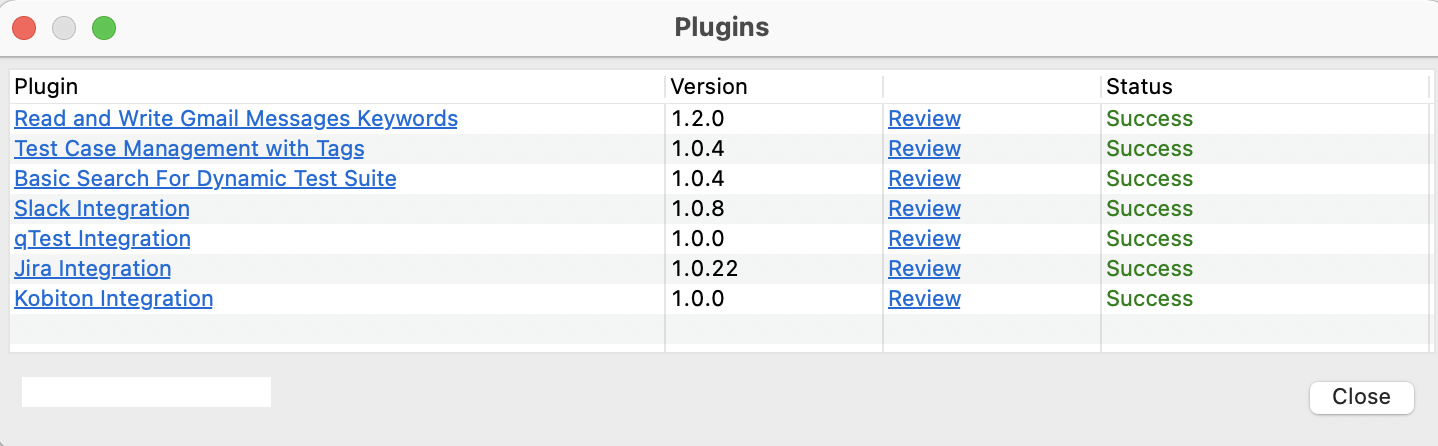 Plugins
Plugin Version Status
Read and Write Gmail Messages Keywords 1.2.0 Review Success
Test Case Management with Tags 1.0.4 Review Success
Basic Search For Dynamic Test Suite 1.0.4 Review Success
Slack Integration 1.0.8 Review Success
qTest Integration 1.0.0 Review Success
Jira Integration 1.0.22 Review Success
Kobiton Integration 1.0.0 Review Success
Close